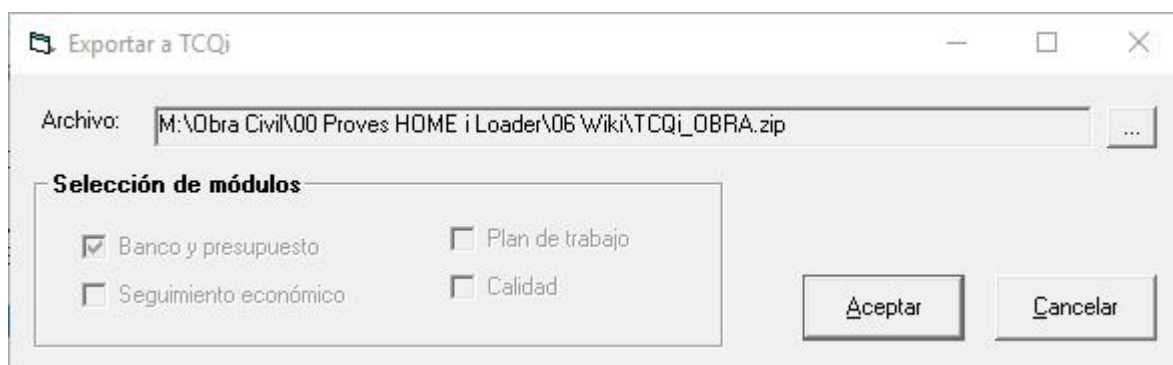 Exportar a TCQi
Archivo: M:\Obra Civil\00 Proves HOME i Loader\06 Wiki\TCQi_OBRA.zip ...
Selección de módulos
Banco y presupuesto Plan de trabajo
Seguimiento económico Calidad
Aceptar Cancelar